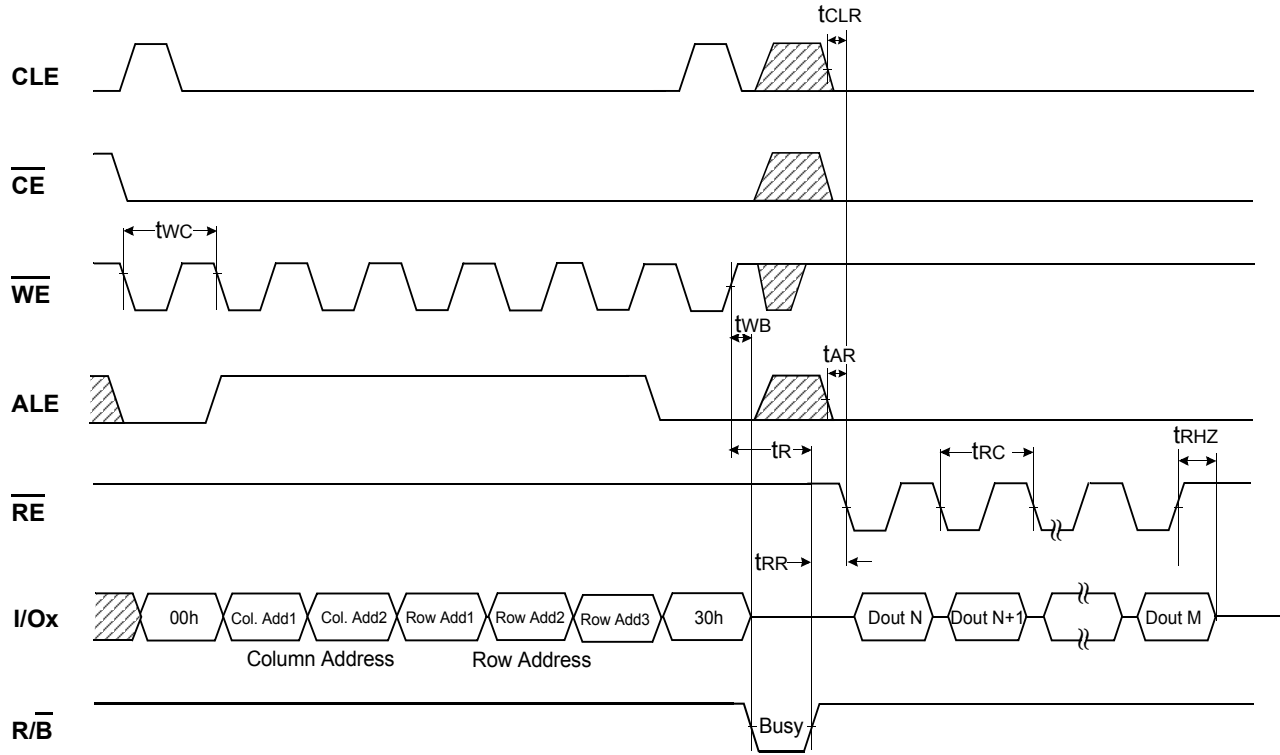 tCLR
CLE
CE
tWC
WE
tWB
tAR
ALE
tR
tRC
tRHZ
RE
tRR
I/Ox
00h Col. Add1 Col. Add2 Row Add1 Row Add2 Row Add3 30h Dout N Dout N+1 Dout M
Column Address Row Address
R/B
Busy